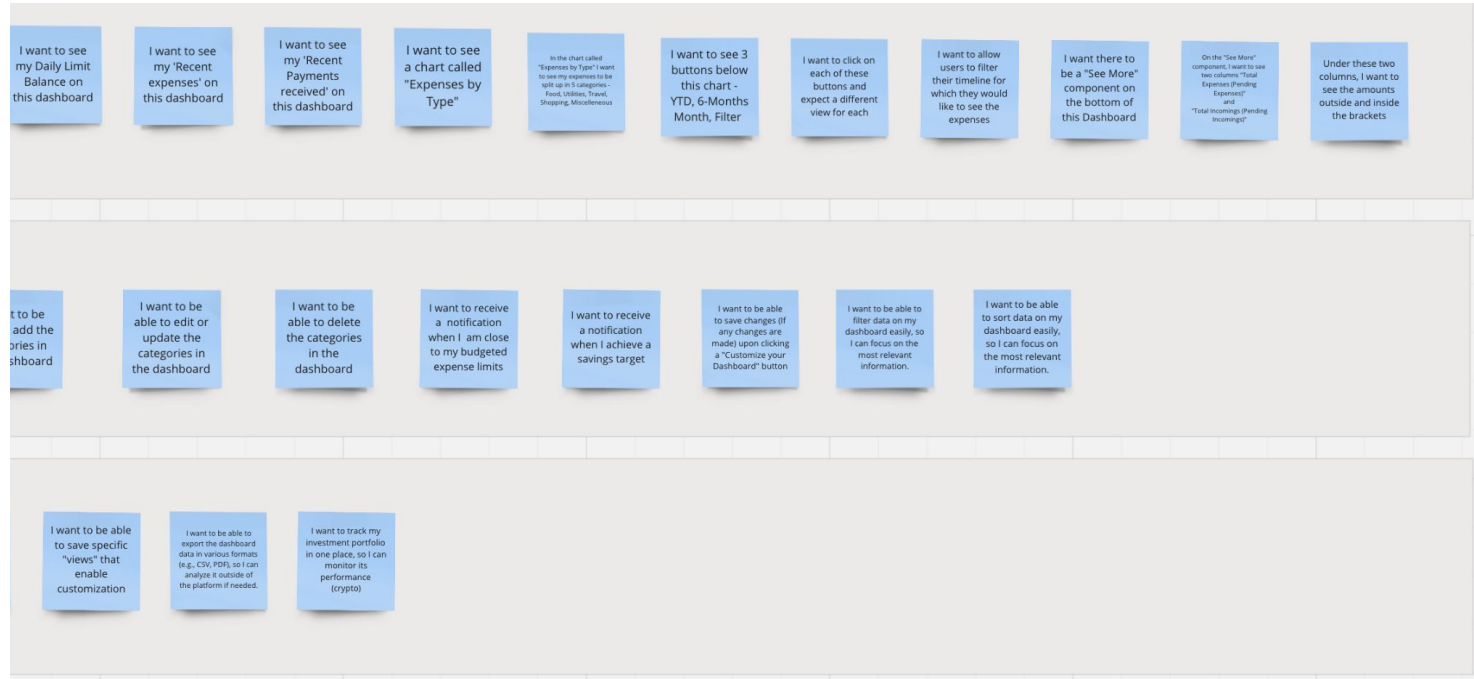 I want to see
my Daily Limit
Balance on
this dashboard
I want to see
my 'Recent
expenses' on
this dashboard
I want to see
my 'Recent
Payments
received' on
this dashboard
I want to see
a chart called
"Expenses by
Type"
In the chart called
"Expenses by Type" I want
to see my expenses to be
split up in 5 categories -
Food, Utilities, Travel,
Shopping, Miscellaneous
I want to see 3
buttons below
this chart -
YTD, 6-Months
Month, Filter
I want to click on
each of these
buttons and
expect a different
view for each
I want to allow
users to filter
their timeline for
which they would
like to see the
expenses
I want there to
be a "See More"
component on
the bottom of
this Dashboard
On the "See More"
component, I want to see
two columns "Total
Expenses (Pending
Expenses)"
and
"Total Incomings (Pending
Incomings)"
Under these two
columns, I want to
see the amounts
outside and inside
the brackets
t to be
add the
ories in
shboard
I want to be
able to edit or
update the
categories in
the dashboard
I want to be
able to delete
the categories
in the
dashboard
I want to receive
a notification
when I am close
to my budgeted
expense limits
I want to receive
a notification
when I achieve a
savings target
I want to be able
to save changes (If
any changes are
made) upon clicking
a "Customize your
Dashboard" button
I want to be able to
filter data on my
dashboard easily, so
I can focus on the
most relevant
information.
I want to be able
to sort data on my
dashboard easily,
so I can focus on
the most relevant
information.
I want to be able
to save specific
"views" that
enable
customization
I want to be able to
export the dashboard
data in various formats
(e.g., CSV, PDF), so I can
analyze it outside of
the platform if needed.
I want to track my
investment portfolio
in one place, so I can
monitor its
performance
(crypto)